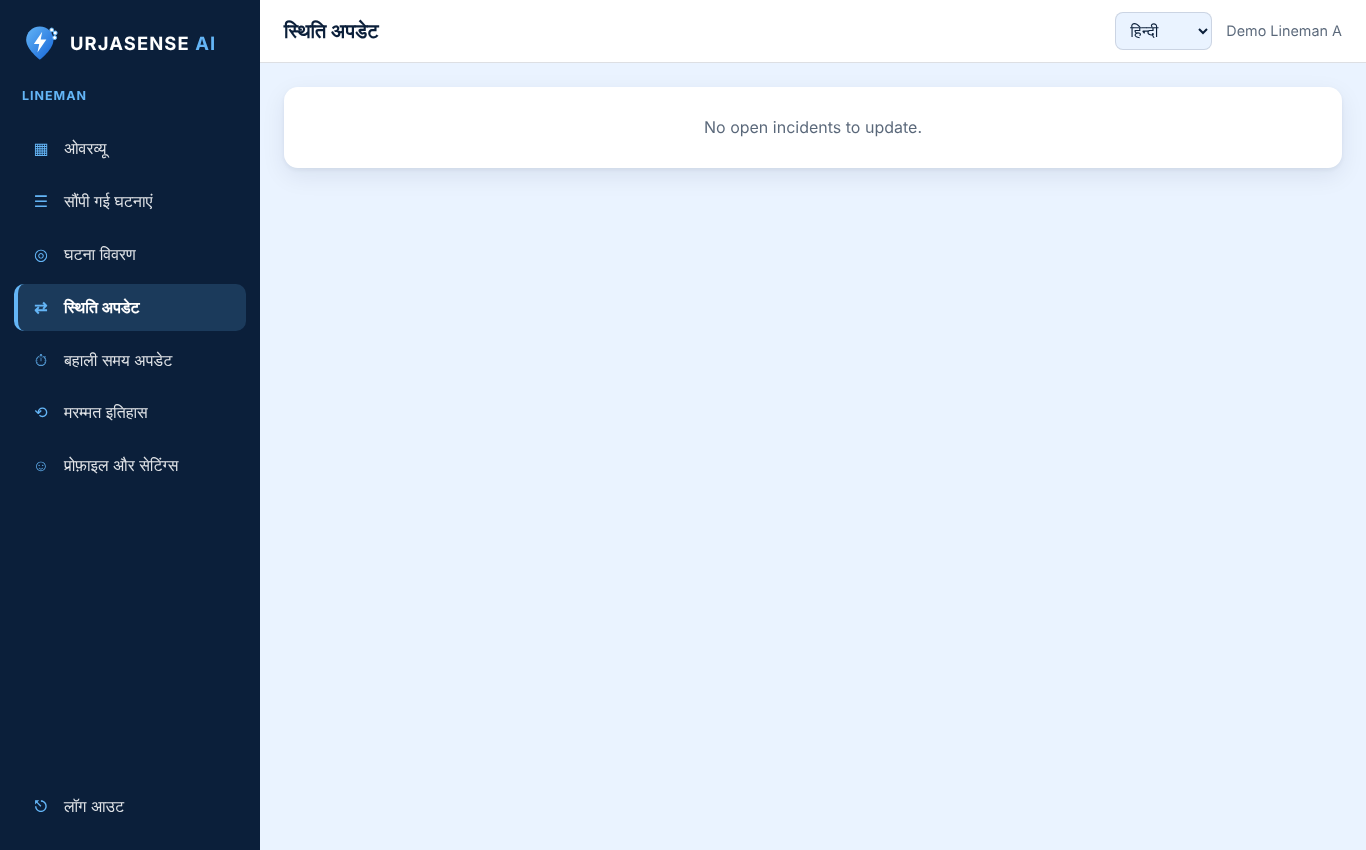 URJASENSE AI
LINEMAN
ओवरव्यू
सौंपी गई घटनाएं
घटना विवरण
स्थिति अपडेट
बहाली समय अपडेट
मरम्मत इतिहास
प्रोफ़ाइल और सेटिंग्स
लॉग आउट
स्थिति अपडेट
हिन्दी
Demo Lineman A
No open incidents to update.